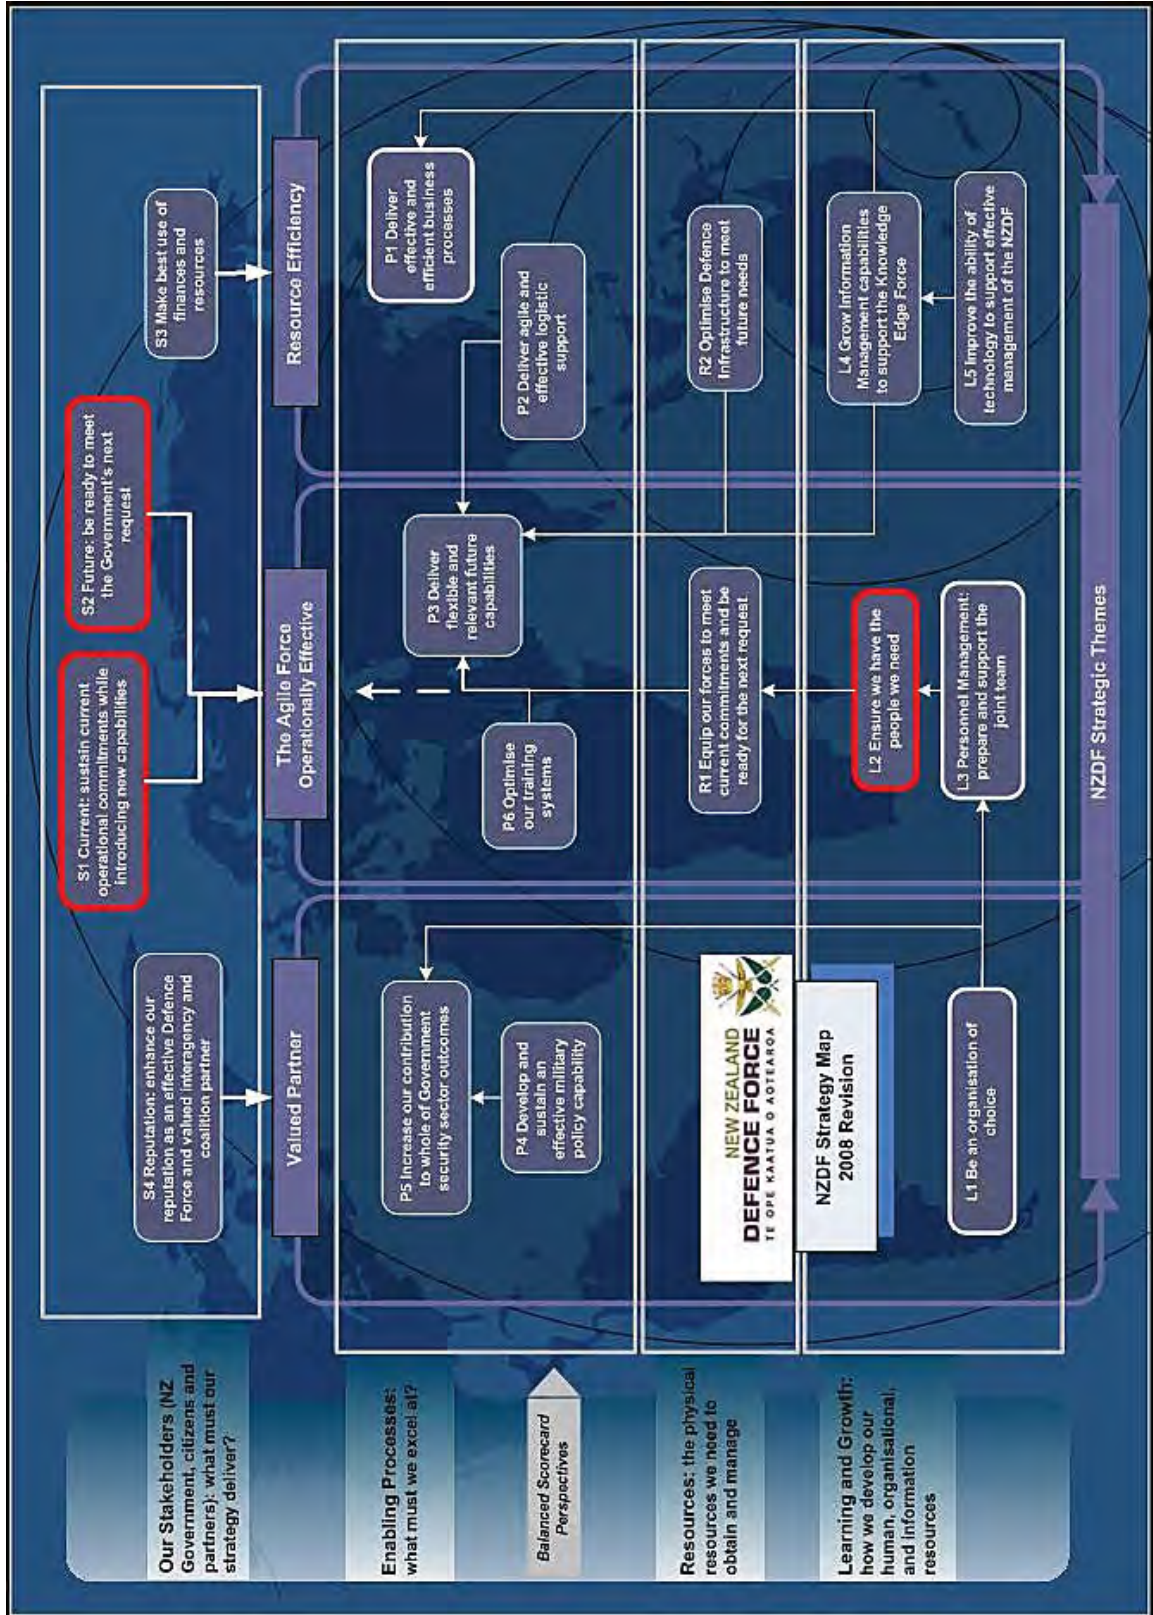 Our Stakeholders (NZ
Government, citizens and
partners): what must our
strategy deliver?
S4 Reputation: enhance our
reputation as an effective Defence
Force and valued interagency and
coalition partner
S1 Current: sustain current
operational commitments while
introducing new capabilities
S2 Future: be ready to meet
the Government's next
request
S3 Make best use of
finances and
resources
Valued Partner
The Agile Force
Operationally Effective
Resource Efficiency
Enabling Processes:
what must we excel at?
P5 Increase our contribution
to whole of Government
security sector outcomes
P4 Develop and
sustain an
effective military
policy capability
P3 Deliver
flexible and
relevant future
capabilities
P6 Optimise
our training
systems
P1 Deliver
effective and
efficient business
processes
P2 Deliver agile and
effective logistic
support
Balanced Scorecard
Perspectives
Resources: the physical
resources we need to
obtain and manage
NEW ZEALAND
DEFENCE FORCE
TE OPE KAATUA O AOTEAROA
R1 Equip our forces to meet
current commitments and be
ready for the next request
R2 Optimise Defence
Infrastructure to meet
future needs
Learning and Growth:
how we develop our
human, organisational,
and information
resources
NZDF Strategy Map
2008 Revision
L1 Be an organisation of
choice
L2 Ensure we have the
people we need
L3 Personnel Management:
prepare and support the
joint team
L4 Grow Information
Management capabilities
to support the Knowledge
Edge Force
L5 Improve the ability of
technology to support effective
management of the NZDF
NZDF Strategic Themes